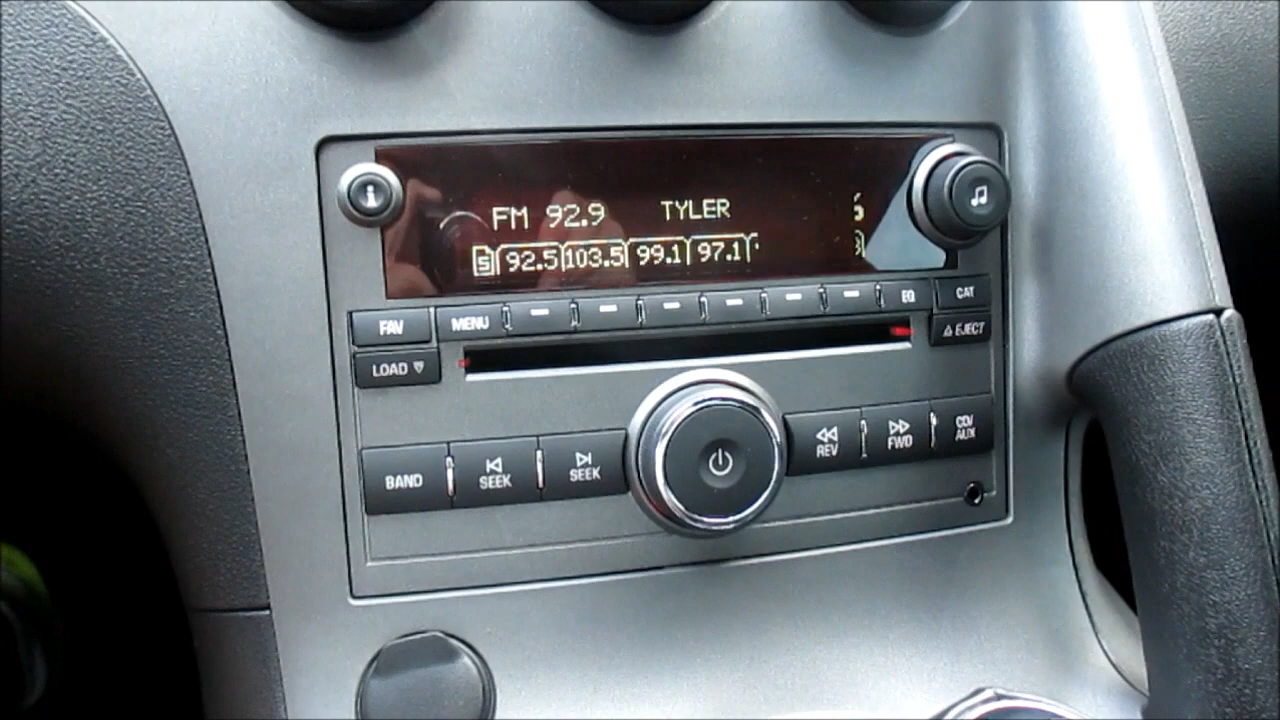 i
FM 92.9 TYLER
5 92.5 103.5 99.1 97.1
FAV MENU EQ CAT
LOAD EJECT
BAND SEEK SEEK REV FWD CD/
AUX